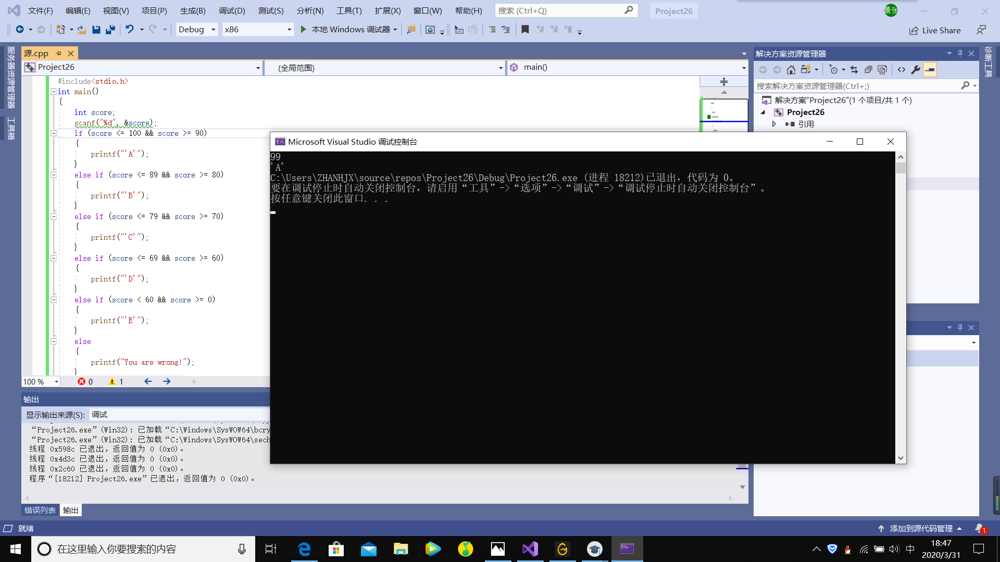 文件(F) 编辑(E) 视图(V) 项目(P) 生成(B) 调试(D) 测试(S) 分析(N) 工具(T) 扩展(X) 窗口(W) 帮助(H) 搜索 (Ctrl+Q) Project26 景张
Debug x86 本地 Windows 调试器 Live Share
服务器资源管理器
工具箱
源.cpp
Project26 (全局范围) main()
#include<stdio.h>
int main()
{
int score;
scanf("%d", &score);
if (score <= 100 && score >= 90)
{
printf("'A'");
}
else if (score <= 89 && score >= 80)
{
printf("'B'");
}
else if (score <= 79 && score >= 70)
{
printf("'C'");
}
else if (score <= 69 && score >= 60)
{
printf("'D'");
}
else if (score < 60 && score >= 0)
{
printf("'E'");
}
else
{
printf("You are wrong!");
}
100 % 0 1
Microsoft Visual Studio 调试控制台
99
'A'
C:\Users\ZHANHJX\source\repos\Project26\Debug\Project26.exe (进程 18212)已退出，代码为 0。
要在调试停止时自动关闭控制台，请启用“工具”->“选项”->“调试”->“调试停止时自动关闭控制台”。
按任意键关闭此窗口. . .
解决方案资源管理器
搜索解决方案资源管理器(Ctrl+;)
解决方案“Project26”(1 个项目/共 1 个)
Project26
引用
诊断工具
输出
显示输出来源(S): 调试
“Project26.exe” (Win32): 已加载“C:\Windows\SysWOW64\bcry
“Project26.exe” (Win32): 已加载“C:\Windows\SysWOW64\sech
线程 0x598c 已退出，返回值为 0 (0x0)。
线程 0x4d3c 已退出，返回值为 0 (0x0)。
线程 0x2c60 已退出，返回值为 0 (0x0)。
程序“[18212] Project26.exe”已退出，返回值为 0 (0x0)。
错误列表 输出
就绪 添加到源代码管理 1
在这里输入你要搜索的内容 中 18:47
2020/3/31